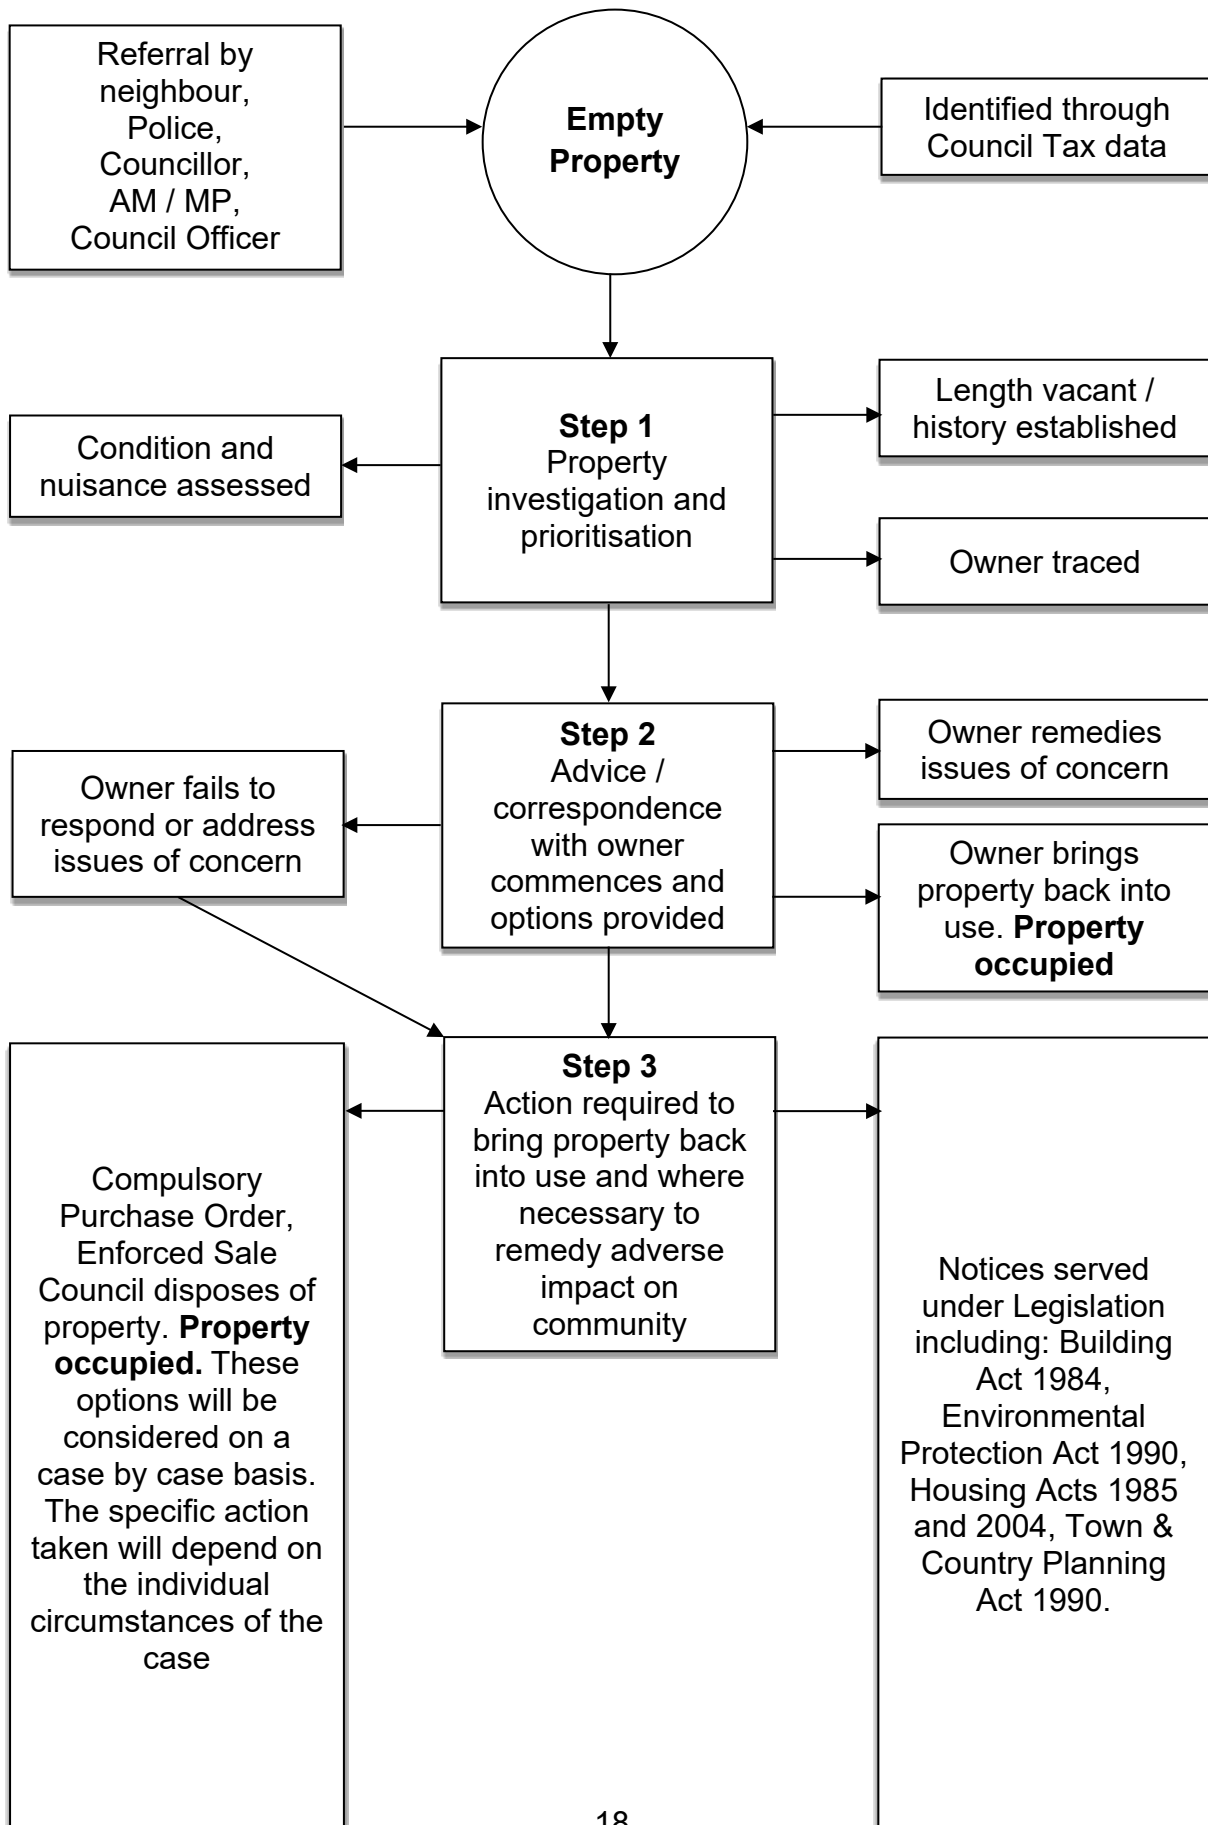 Referral by
neighbour,
Police,
Councillor,
AM / MP,
Council Officer
Empty
Property
Identified through
Council Tax data
Step 1
Property
investigation and
prioritisation
Condition and
nuisance assessed
Length vacant /
history established
Owner traced
Step 2
Advice /
correspondence
with owner
commences and
options provided
Owner fails to
respond or address
issues of concern
Owner remedies
issues of concern
Owner brings
property back into
use. Property
occupied
Step 3
Action required to
bring property back
into use and where
necessary to
remedy adverse
impact on
community
Compulsory
Purchase Order,
Enforced Sale
Council disposes of
property. Property
occupied. These
options will be
considered on a
case by case basis.
The specific action
taken will depend on
the individual
circumstances of the
case
Notices served
under Legislation
including: Building
Act 1984,
Environmental
Protection Act 1990,
Housing Acts 1985
and 2004, Town &
Country Planning
Act 1990.
18